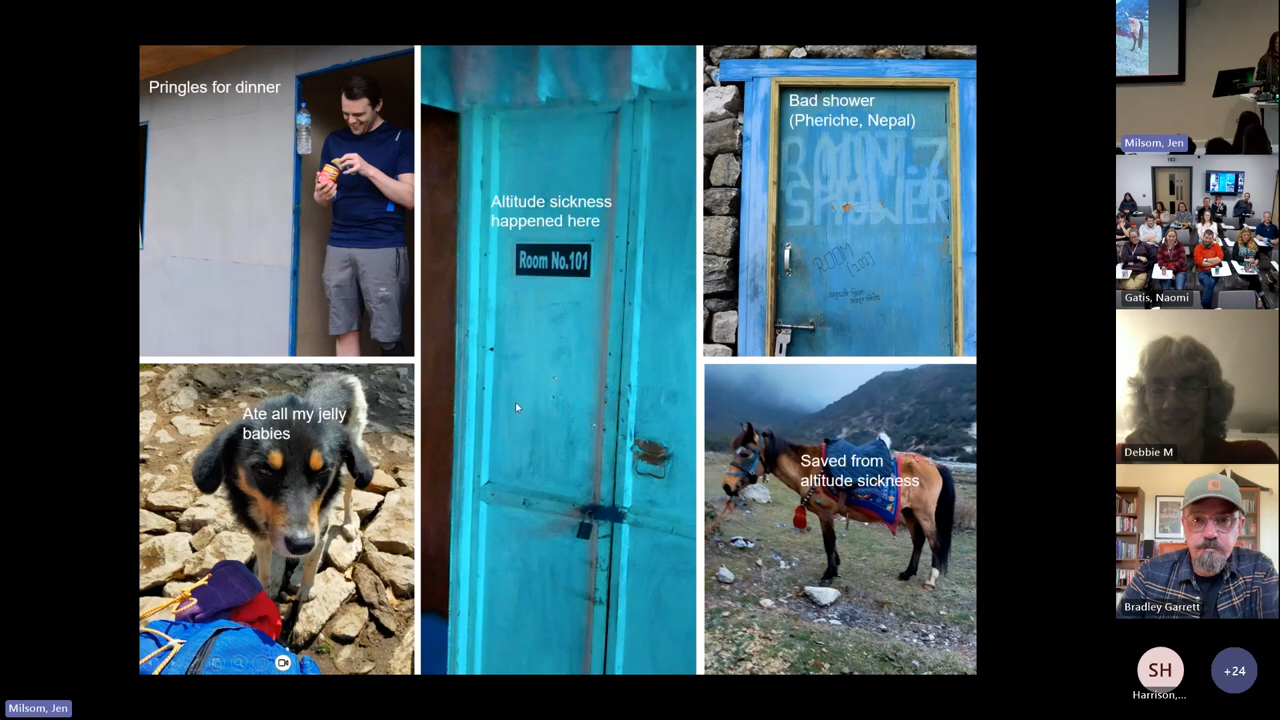 Pringles for dinner
Altitude sickness
happened here
Room No.101
Bad shower
(Pheriche, Nepal)
SHOWER
ROOM
Ate all my jelly
babies
Saved from
altitude sickness
Milsom, Jen
Gatis, Naomi
Debbie M
Bradley Garrett
SH
Harrison,...
+24
Milsom, Jen